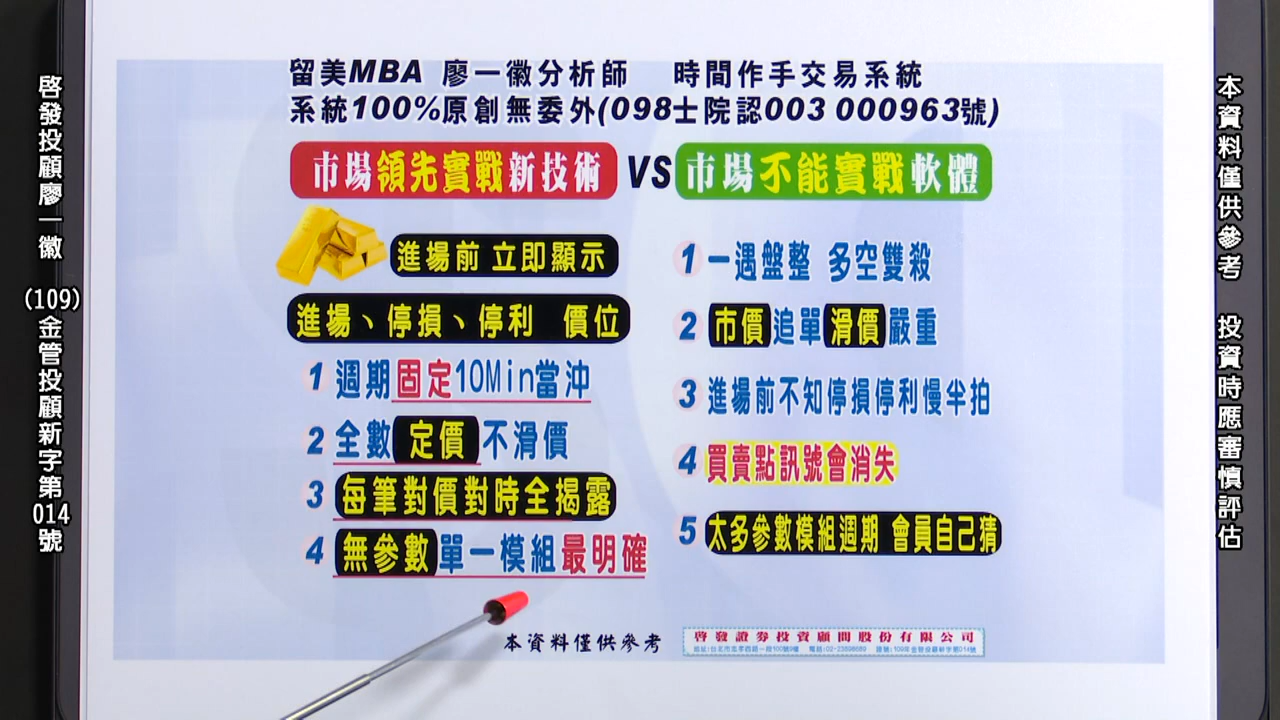 啓發投顧廖一徽 (109)金管投顧新字第014號
留美MBA 廖一徽分析師 時間作手交易系統
系統100%原創無委外(098士院認003 000963號)
市場領先實戰新技術 VS 市場不能實戰軟體
進場前 立即顯示
進場、停損、停利 價位
1 週期固定10Min當沖
2 全數 定價 不滑價
3 每筆對價對時全揭露
4 無參數單一模組最明確
1 一遇盤整 多空雙殺
2 市價追單滑價嚴重
3 進場前不知停損停利慢半拍
4 買賣點訊號會消失
5 太多參數模組週期 會員自己猜
本資料僅供參考
啓發證券投資顧問股份有限公司
本資料僅供參考 投資時應審慎評估